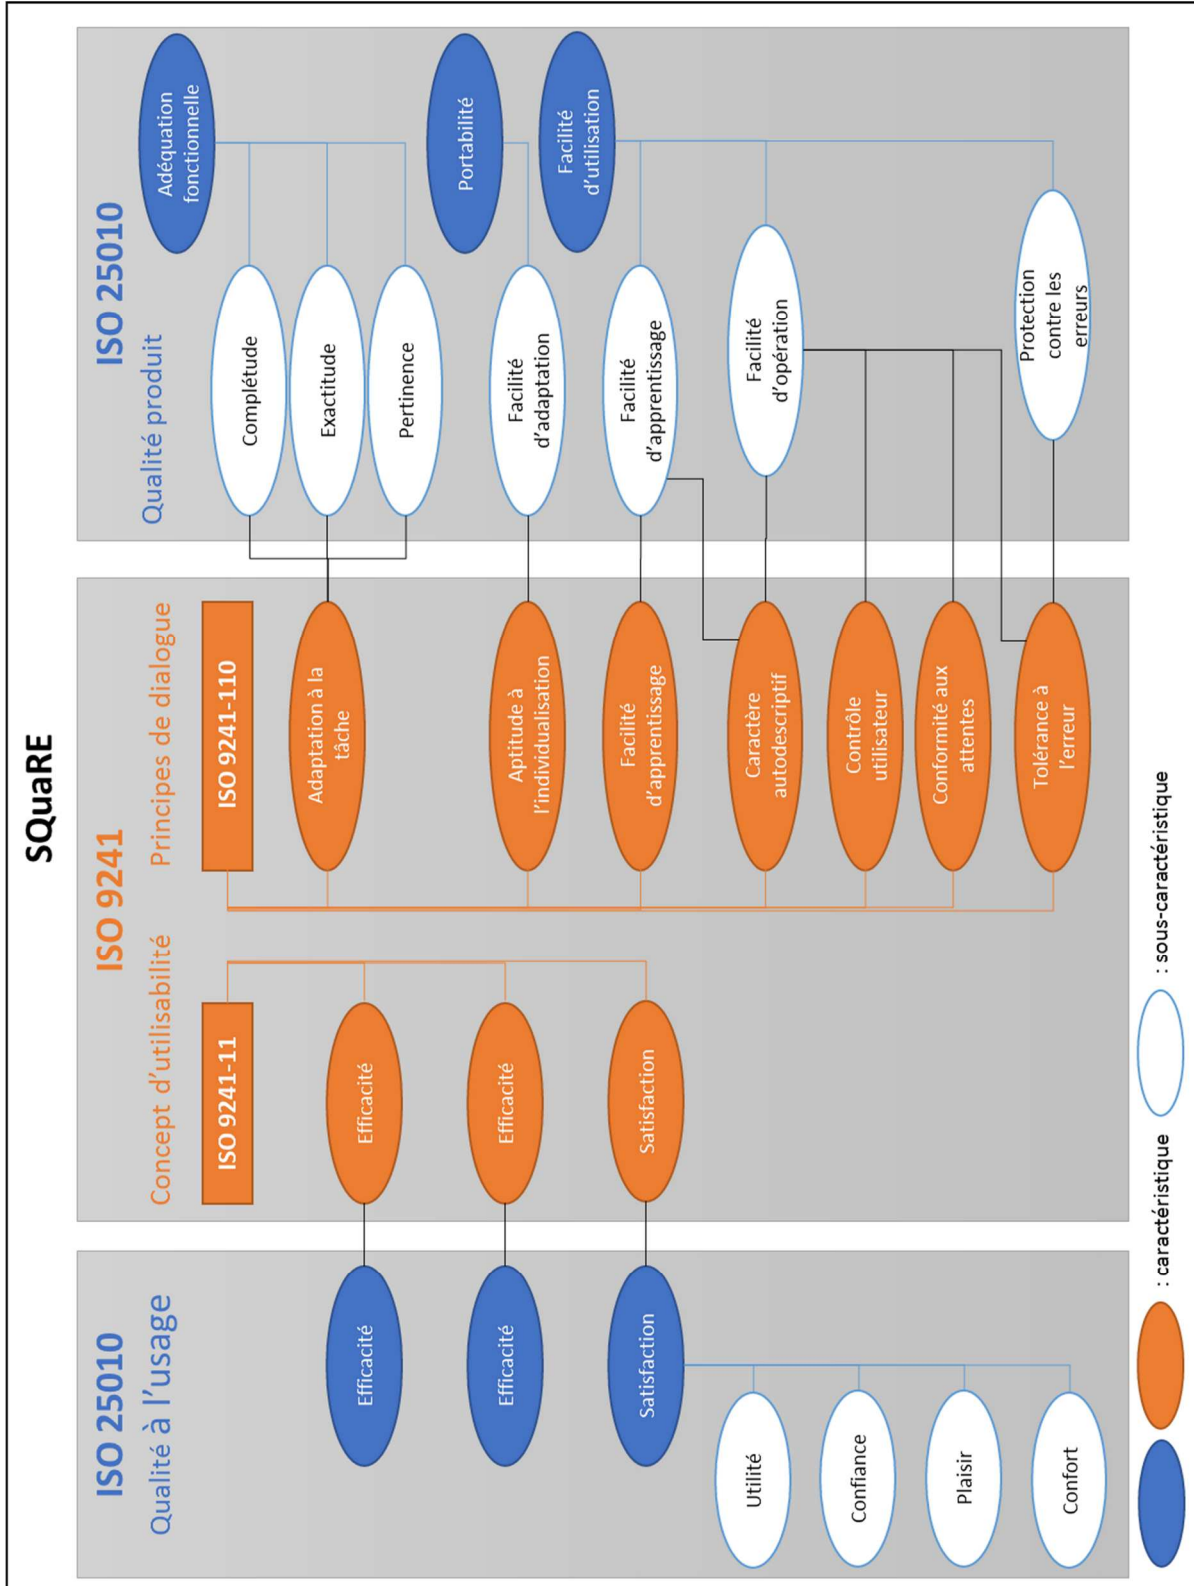 SQuaRE
ISO 25010
Qualité à l'usage
Efficacité
Efficacité
Satisfaction
Utilité
Confiance
Plaisir
Confort
ISO 9241
Concept d'utilisabilité
ISO 9241-11
Efficacité
Efficacité
Satisfaction
Principes de dialogue
ISO 9241-110
Adaptation à la
tâche
Aptitude à
l'individualisation
Facilité
d'apprentissage
Caractère
autodescriptif
Contrôle
utilisateur
Conformité aux
attentes
Tolérance à
l'erreur
ISO 25010
Qualité produit
Complétude
Exactitude
Pertinence
Facilité
d'adaptation
Facilité
d'apprentissage
Facilité
d'opération
Protection
contre les
erreurs
Adéquation
fonctionnelle
Portabilité
Facilité
d'utilisation
: caractéristique
: sous-caractéristique